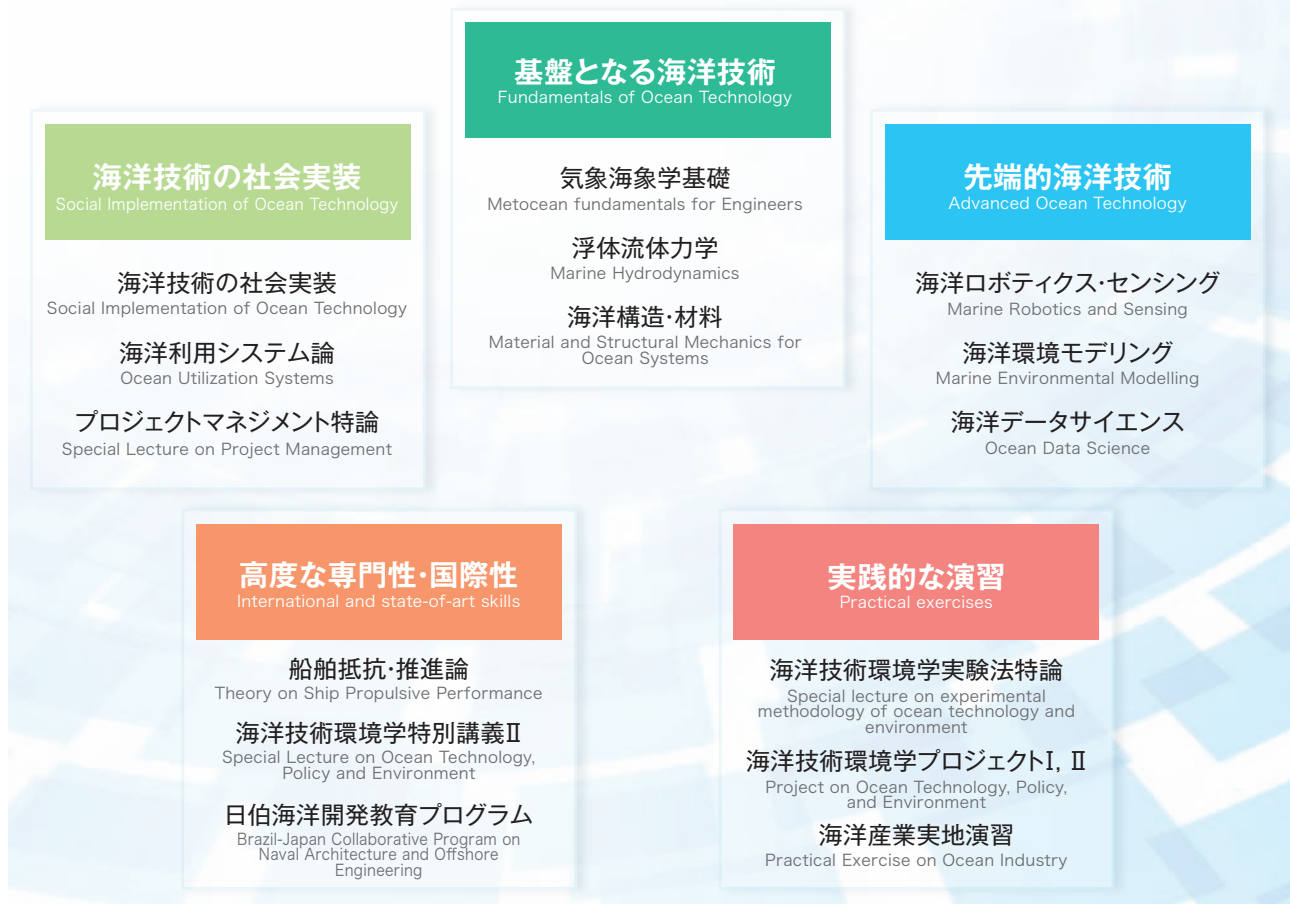 基盤となる海洋技術
Fundamentals of Ocean Technology
気象海象学基礎
Metocean fundamentals for Engineers
浮体流体力学
Marine Hydrodynamics
海洋構造・材料
Material and Structural Mechanics for
Ocean Systems
海洋技術の社会実装
Social Implementation of Ocean Technology
海洋技術の社会実装
Social Implementation of Ocean Technology
海洋利用システム論
Ocean Utilization Systems
プロジェクトマネジメント特論
Special Lecture on Project Management
先端的海洋技術
Advanced Ocean Technology
海洋ロボティクス・センシング
Marine Robotics and Sensing
海洋環境モデリング
Marine Environmental Modelling
海洋データサイエンス
Ocean Data Science
高度な専門性・国際性
International and state-of-art skills
船舶抵抗・推進論
Theory on Ship Propulsive Performance
海洋技術環境学特別講義Ⅱ
Special Lecture on Ocean Technology,
Policy and Environment
日伯海洋開発教育プログラム
Brazil-Japan Collaborative Program on
Naval Architecture and Offshore
Engineering
実践的な演習
Practical exercises
海洋技術環境学実験法特論
Special lecture on experimental
methodology of ocean technology and
environment
海洋技術環境学プロジェクトⅠ, Ⅱ
Project on Ocean Technology, Policy,
and Environment
海洋産業実地演習
Practical Exercise on Ocean Industry